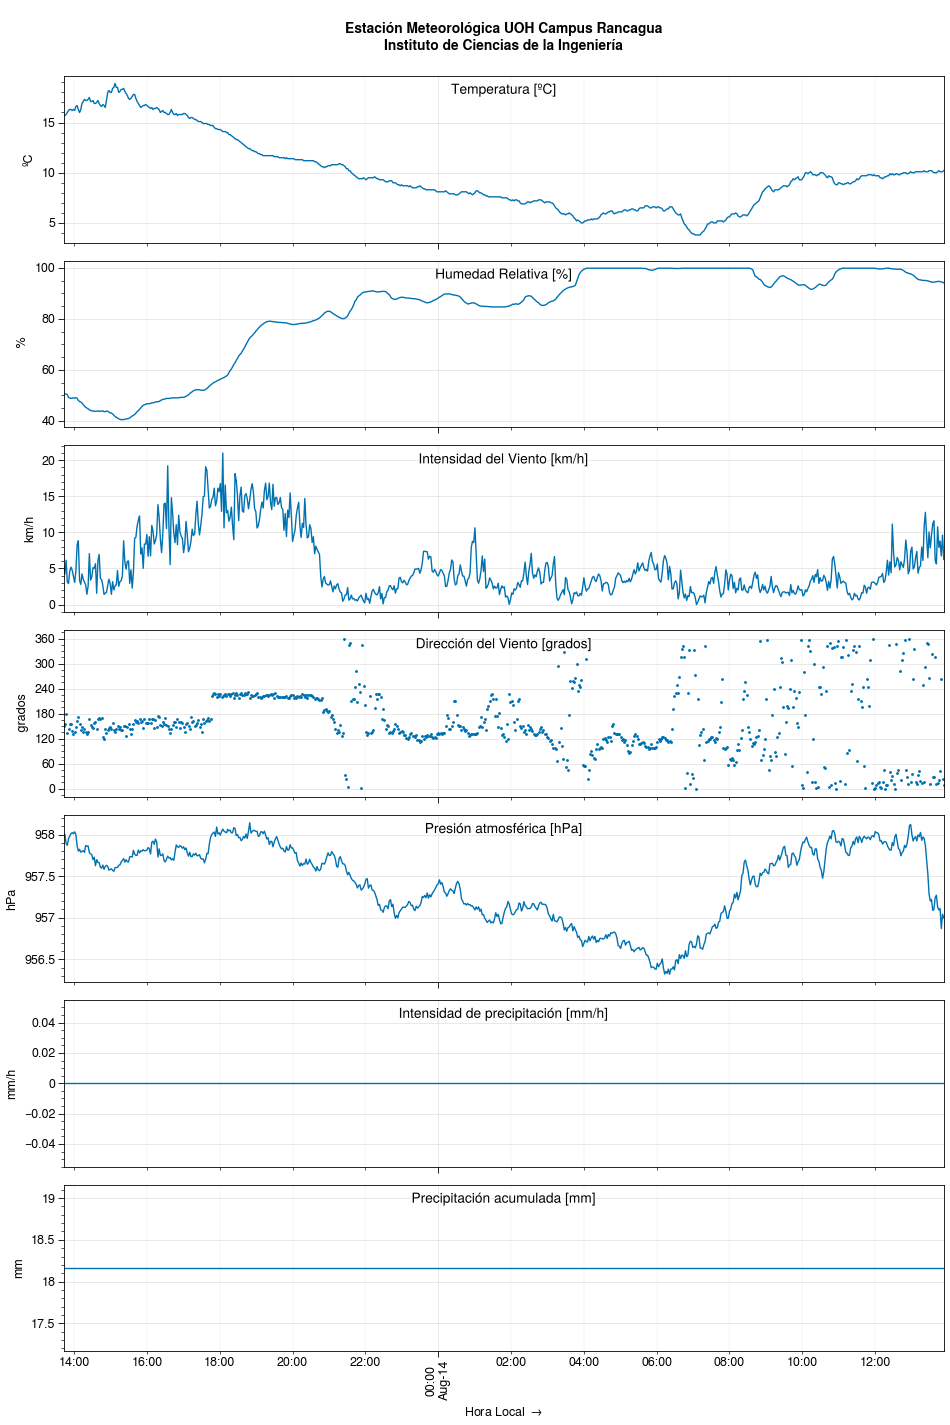 Estación Meteorológica UOH Campus Rancagua
Instituto de Ciencias de la Ingeniería
Temperatura [ºC]
ºC
15
10
5
Humedad Relativa [%]
%
100
80
60
40
Intensidad del Viento [km/h]
km/h
20
15
10
5
0
Dirección del Viento [grados]
grados
360
300
240
180
120
60
0
Presión atmosférica [hPa]
hPa
958
957.5
957
956.5
Intensidad de precipitación [mm/h]
mm/h
0.04
0.02
0
−0.02
−0.04
Precipitación acumulada [mm]
mm
19
18.5
18
17.5
14:00
16:00
18:00
20:00
22:00
00:00
Aug-14
02:00
04:00
06:00
08:00
10:00
12:00
Hora Local →